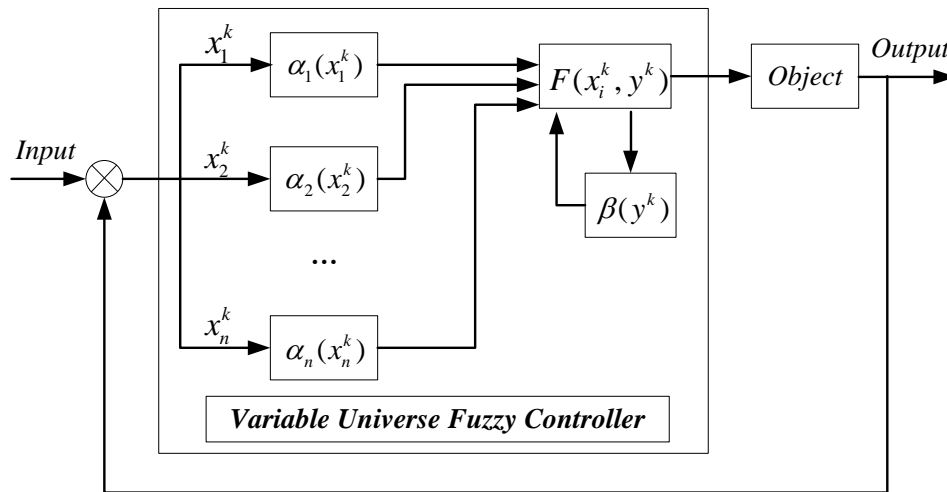 Input
x_1^k
α_1(x_1^k)
x_2^k
α_2(x_2^k)
...
x_n^k
α_n(x_n^k)
F(x_i^k, y^k)
β(y^k)
Object
Output
Variable Universe Fuzzy Controller